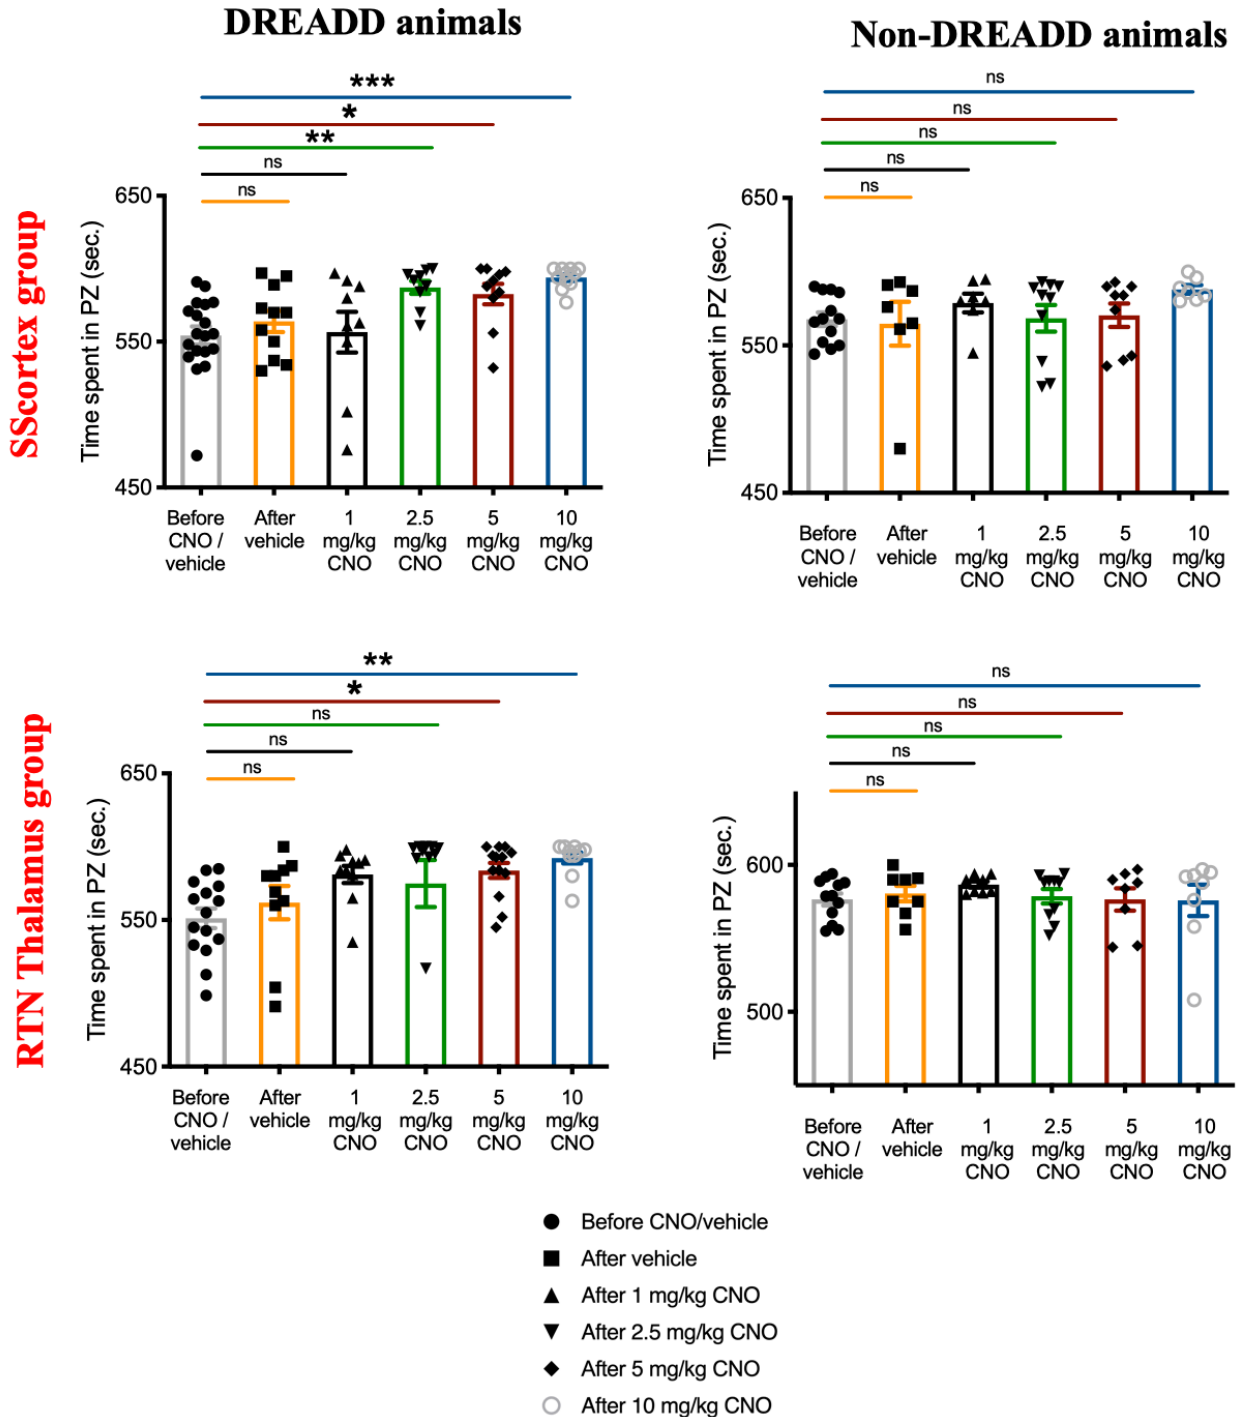 DREADD animals
Non-DREADD animals
SScortex group
***
*
**
ns
ns
650
550
450
Time spent in PZ (sec.)
Before CNO / vehicle
After vehicle
1 mg/kg CNO
2.5 mg/kg CNO
5 mg/kg CNO
10 mg/kg CNO
ns
ns
ns
ns
ns
650
550
450
Time spent in PZ (sec.)
Before CNO / vehicle
After vehicle
1 mg/kg CNO
2.5 mg/kg CNO
5 mg/kg CNO
10 mg/kg CNO
RTN Thalamus group
**
*
ns
ns
ns
650
550
450
Time spent in PZ (sec.)
Before CNO / vehicle
After vehicle
1 mg/kg CNO
2.5 mg/kg CNO
5 mg/kg CNO
10 mg/kg CNO
ns
ns
ns
ns
ns
600
500
Time spent in PZ (sec.)
Before CNO / vehicle
After vehicle
1 mg/kg CNO
2.5 mg/kg CNO
5 mg/kg CNO
10 mg/kg CNO
Before CNO/vehicle
After vehicle
After 1 mg/kg CNO
After 2.5 mg/kg CNO
After 5 mg/kg CNO
After 10 mg/kg CNO